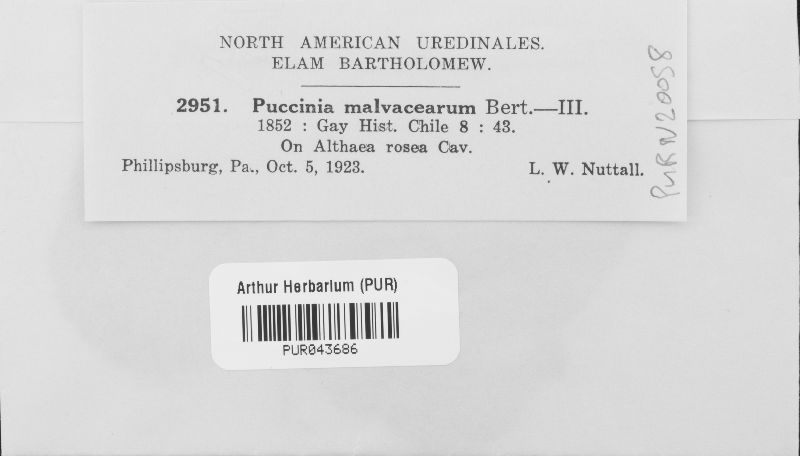 NORTH AMERICAN UREDINALES.
ELAM BARTHOLOMEW.
2951. Puccinia malvacearum Bert.—III.
1852 : Gay Hist. Chile 8 : 43.
On Althaea rosea Cav.
Phillipsburg, Pa., Oct. 5, 1923. L. W. Nuttall.
PUR N20058
Arthur Herbarium (PUR)
PUR043686